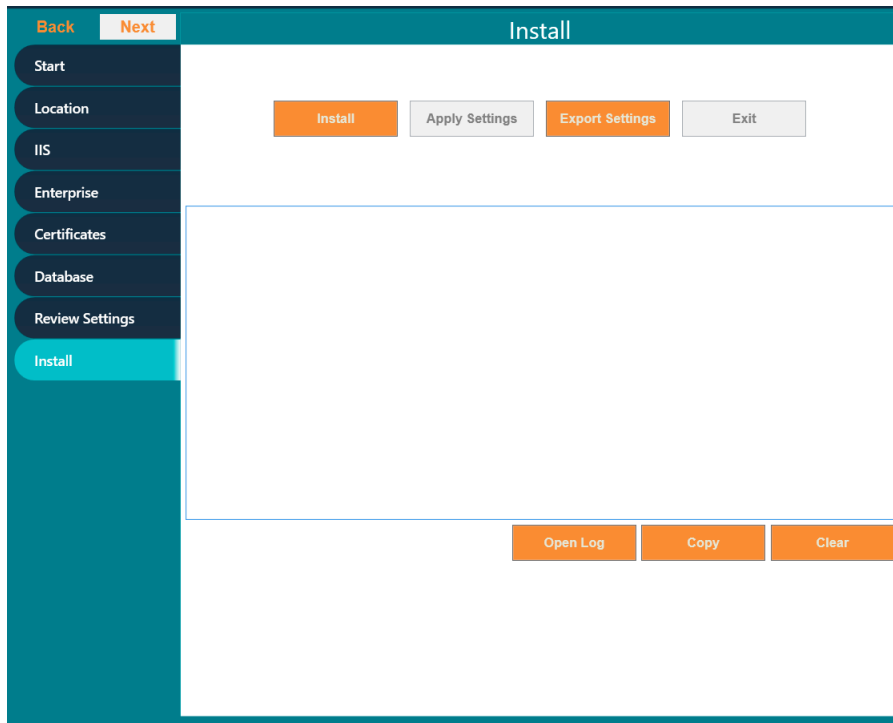 Back Next Install
Start
Location
IIS
Enterprise
Certificates
Database
Review Settings
Install
Install Apply Settings Export Settings Exit
Open Log Copy Clear